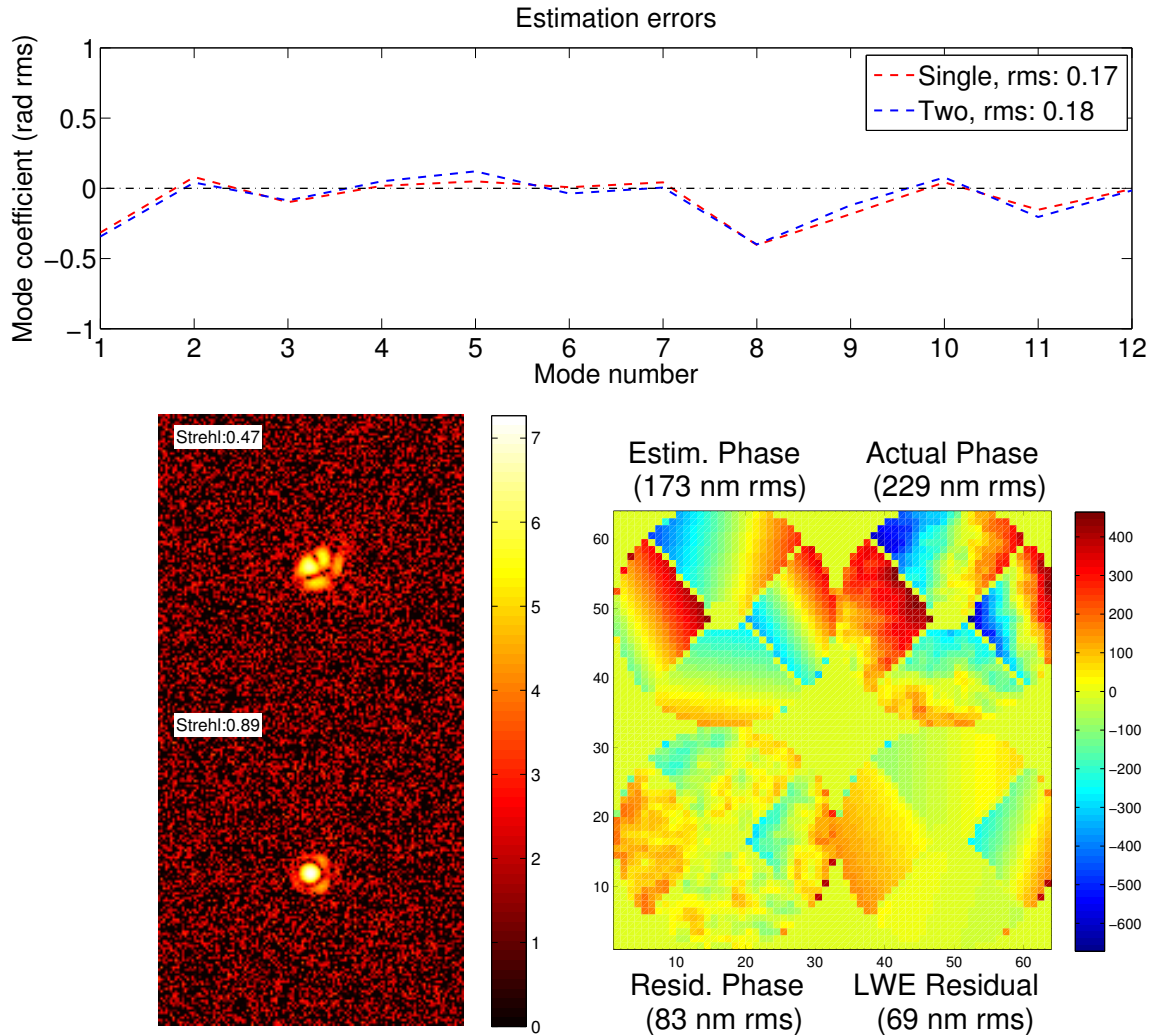 Estimation errors
Mode coefficient (rad rms)
1
0.5
0
−0.5
−1
Single, rms: 0.17
Two, rms: 0.18
1 2 3 4 5 6 7 8 9 10 11 12
Mode number
Strehl:0.47
Strehl:0.89
7
6
5
4
3
2
1
0
Estim. Phase
(173 nm rms)
Actual Phase
(229 nm rms)
60
50
40
30
20
10
10 20 30 40 50 60
400
300
200
100
0
−100
−200
−300
−400
−500
−600
Resid. Phase
(83 nm rms)
LWE Residual
(69 nm rms)